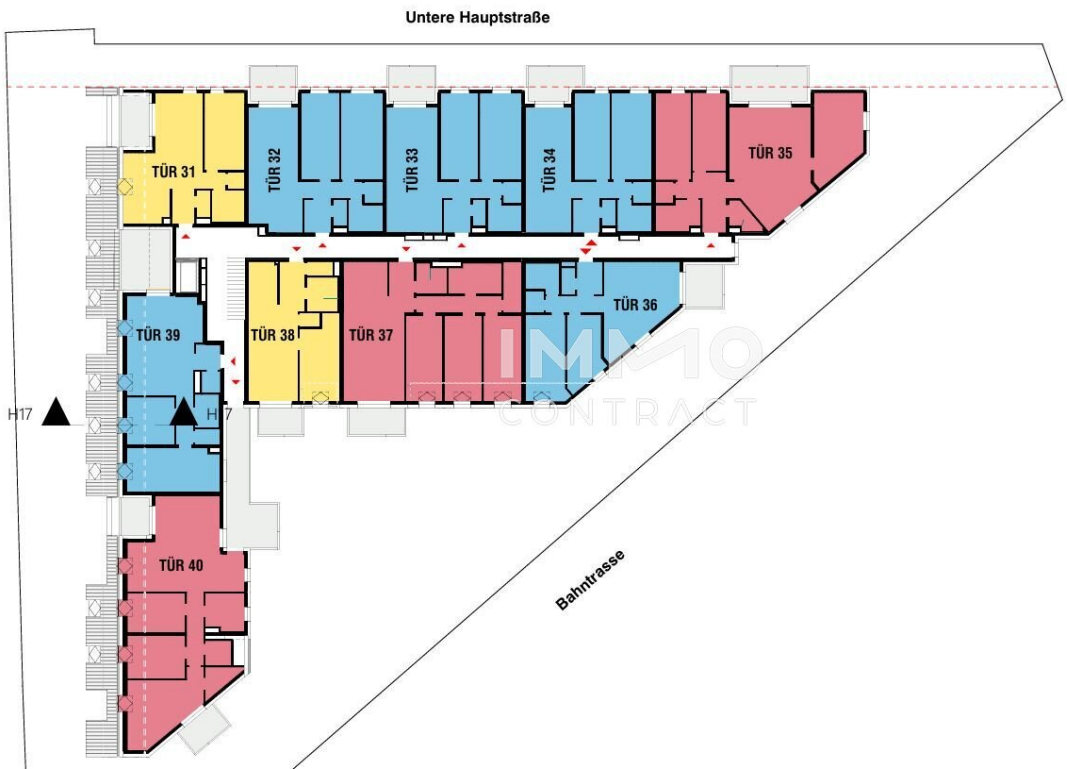 Untere Hauptstraße
TÜR 31
TÜR 32
TÜR 33
TÜR 34
TÜR 35
TÜR 36
TÜR 37
TÜR 38
TÜR 39
IMMO
CONTRACT
H17
H17
TÜR 40
Bahntrasse